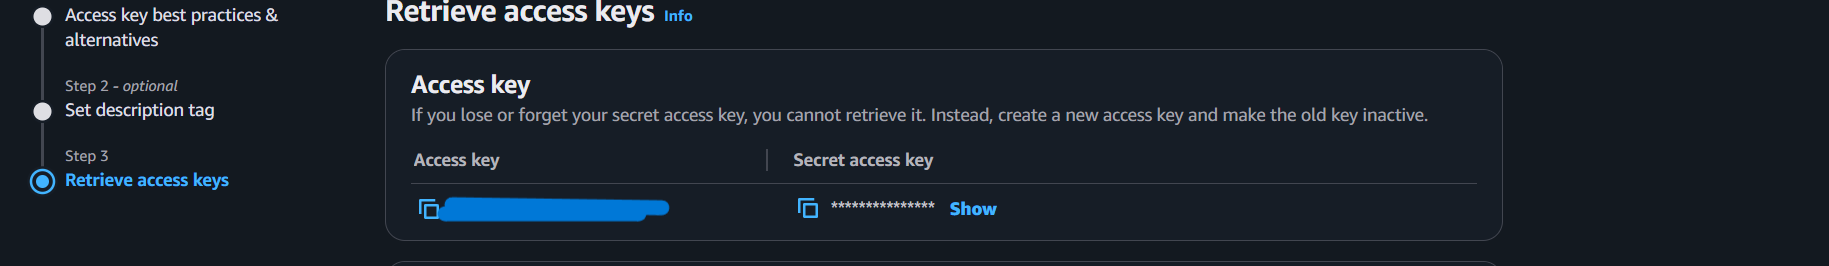 Access key best practices &
alternatives
Step 2 - optional
Set description tag
Step 3
Retrieve access keys
Retrieve access keys Info
Access key
If you lose or forget your secret access key, you cannot retrieve it. Instead, create a new access key and make the old key inactive.
Access key
Secret access key
*************** Show